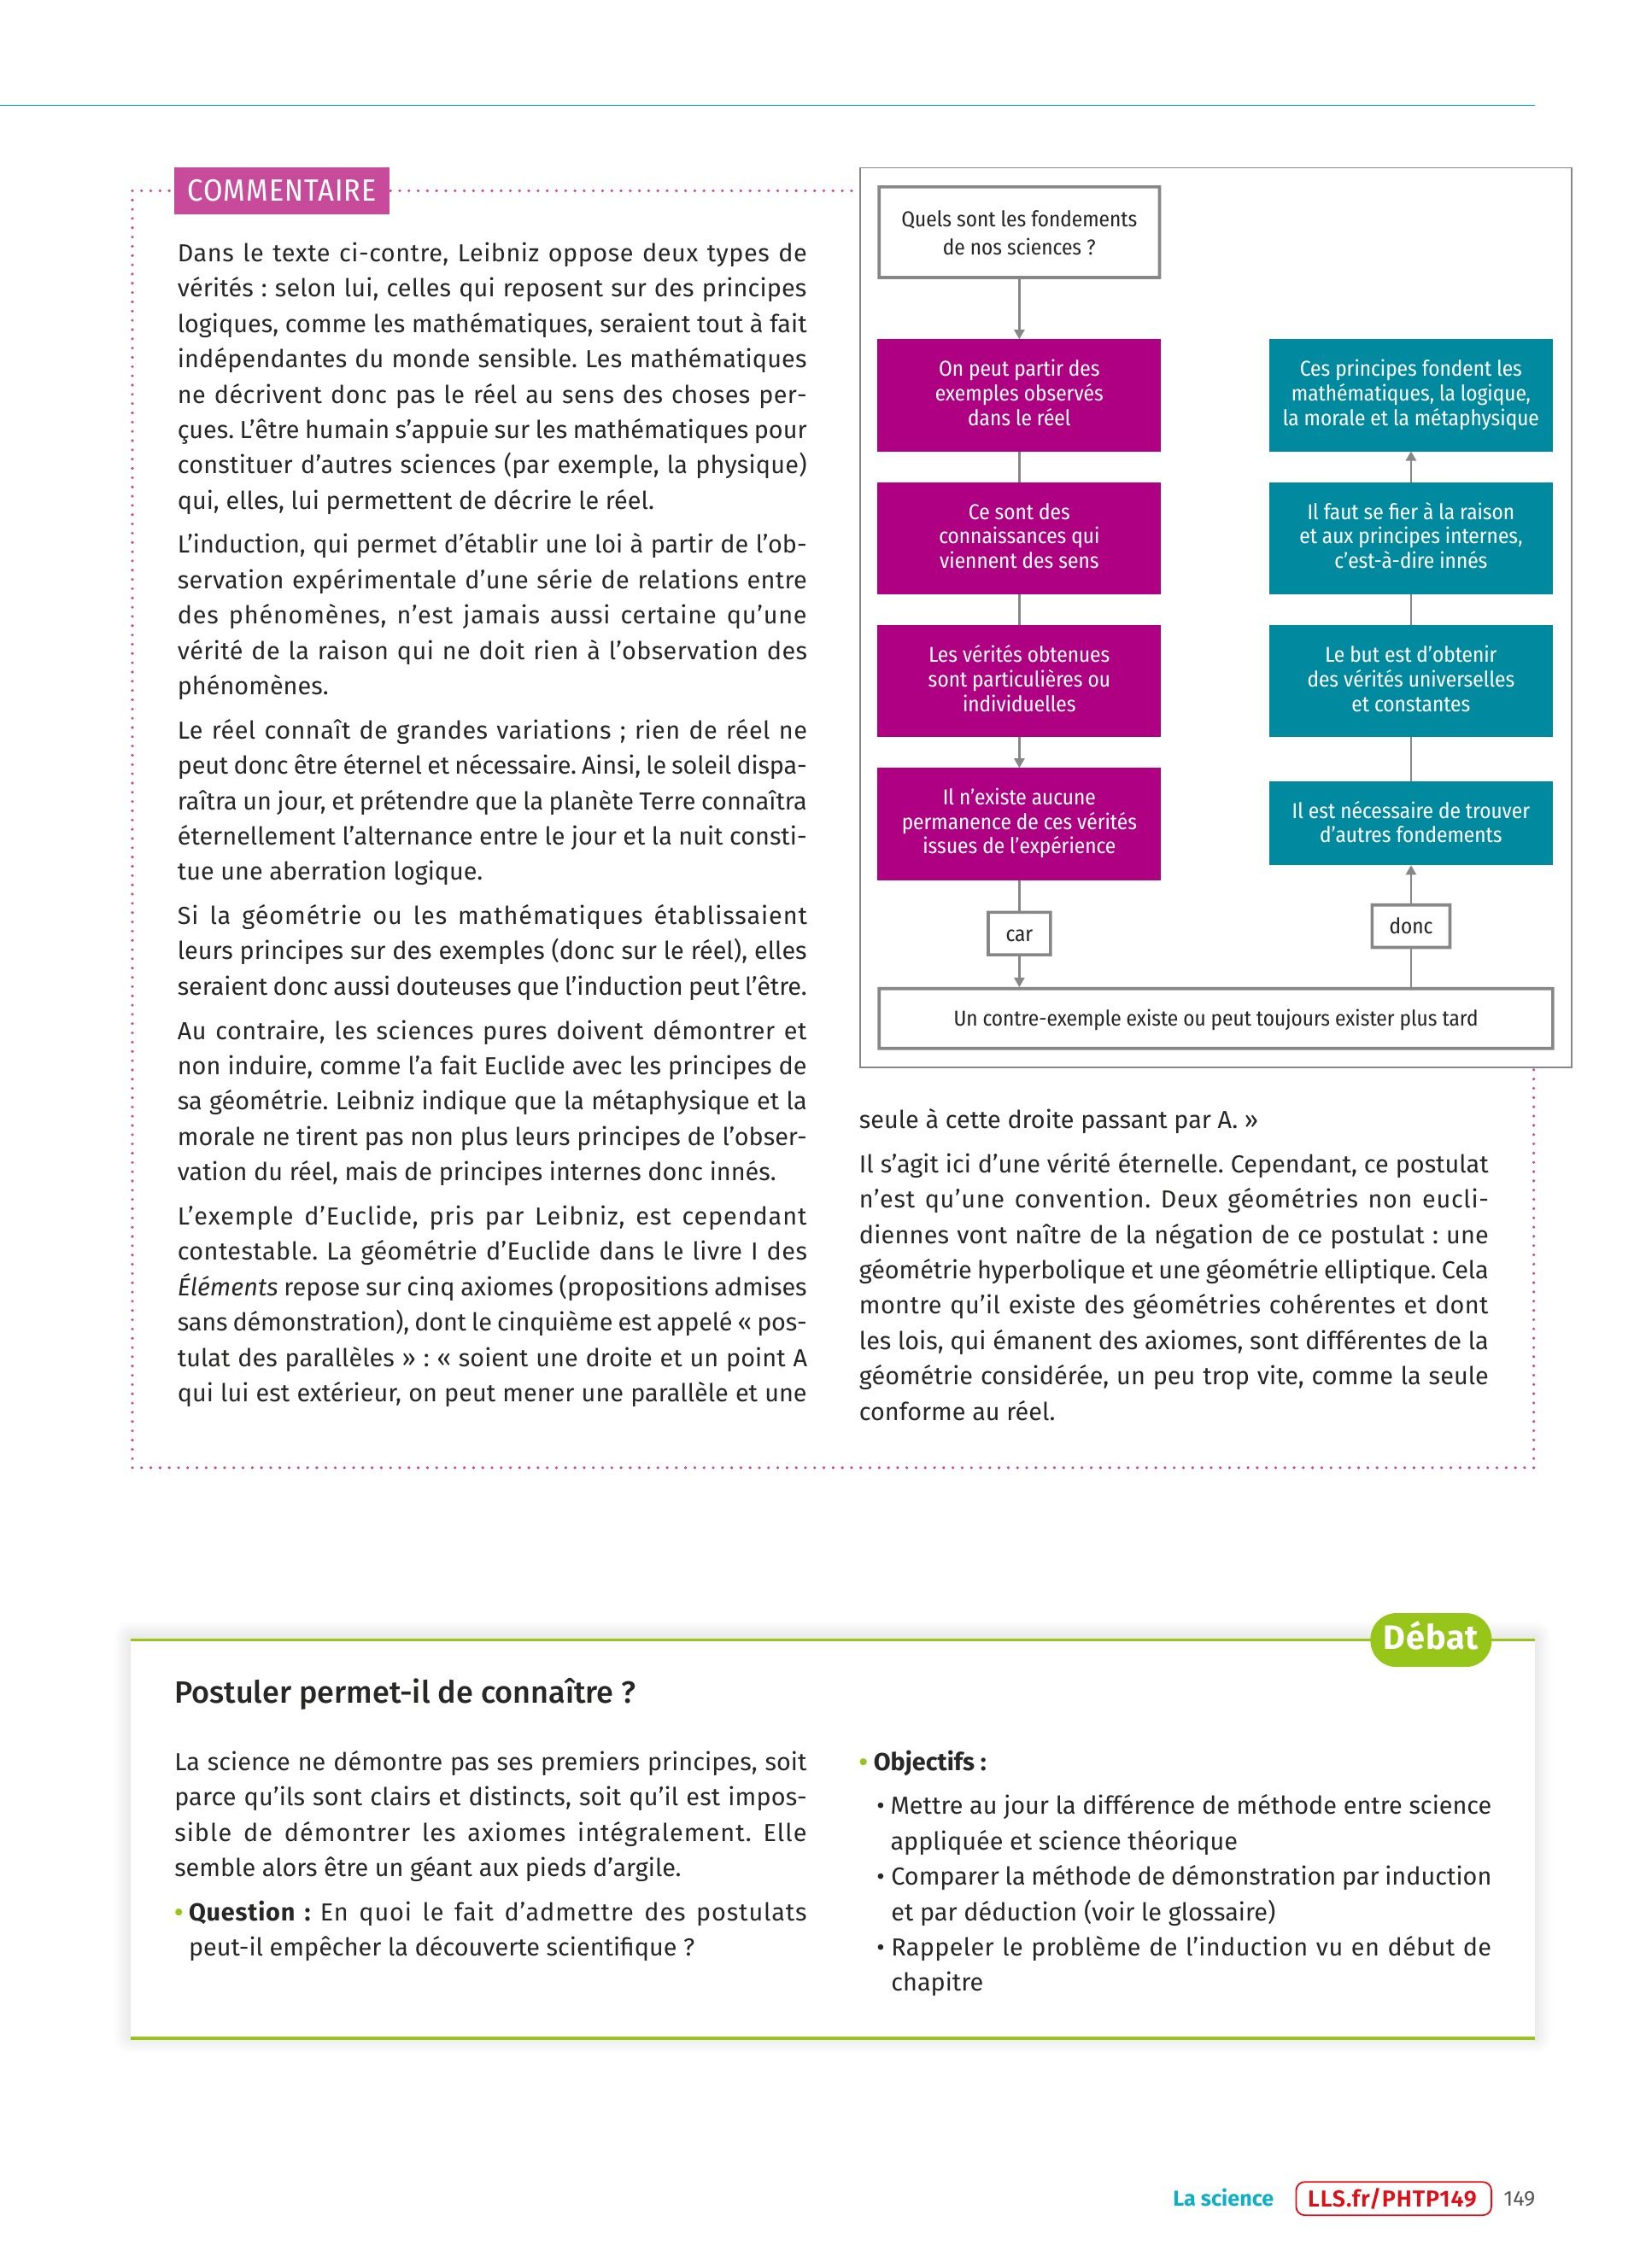 COMMENTAIRE
Dans le texte ci-contre, Leibniz oppose deux types de
vérités : selon lui, celles qui reposent sur des principes
logiques, comme les mathématiques, seraient tout à fait
indépendantes du monde sensible. Les mathématiques
ne décrivent donc pas le réel au sens des choses per-
çues. L’être humain s’appuie sur les mathématiques pour
constituer d’autres sciences (par exemple, la physique)
qui, elles, lui permettent de décrire le réel.
L’induction, qui permet d’établir une loi à partir de l’ob-
servation expérimentale d’une série de relations entre
des phénomènes, n’est jamais aussi certaine qu’une
vérité de la raison qui ne doit rien à l’observation des
phénomènes.
Le réel connaît de grandes variations ; rien de réel ne
peut donc être éternel et nécessaire. Ainsi, le soleil dispa-
raîtra un jour, et prétendre que la planète Terre connaîtra
éternellement l’alternance entre le jour et la nuit consti-
tue une aberration logique.
Si la géométrie ou les mathématiques établissaient
leurs principes sur des exemples (donc sur le réel), elles
seraient donc aussi douteuses que l’induction peut l’être.
Au contraire, les sciences pures doivent démontrer et
non induire, comme l’a fait Euclide avec les principes de
sa géométrie. Leibniz indique que la métaphysique et la
morale ne tirent pas non plus leurs principes de l’obser-
vation du réel, mais de principes internes donc innés.
L’exemple d’Euclide, pris par Leibniz, est cependant
contestable. La géométrie d’Euclide dans le livre I des
Éléments repose sur cinq axiomes (propositions admises
sans démonstration), dont le cinquième est appelé « pos-
tulat des parallèles » : « soient une droite et un point A
qui lui est extérieur, on peut mener une parallèle et une
Quels sont les fondements
de nos sciences ?
On peut partir des
exemples observés
dans le réel
Ce sont des
connaissances qui
viennent des sens
Les vérités obtenues
sont particulières ou
individuelles
Il n’existe aucune
permanence de ces vérités
issues de l’expérience
car
Un contre-exemple existe ou peut toujours exister plus tard
donc
Il est nécessaire de trouver
d’autres fondements
Le but est d’obtenir
des vérités universelles
et constantes
Il faut se fier à la raison
et aux principes internes,
c’est-à-dire innés
Ces principes fondent les
mathématiques, la logique,
la morale et la métaphysique
seule à cette droite passant par A. »
Il s’agit ici d’une vérité éternelle. Cependant, ce postulat
n’est qu’une convention. Deux géométries non eucli-
diennes vont naître de la négation de ce postulat : une
géométrie hyperbolique et une géométrie elliptique. Cela
montre qu’il existe des géométries cohérentes et dont
les lois, qui émanent des axiomes, sont différentes de la
géométrie considérée, un peu trop vite, comme la seule
conforme au réel.
Débat
Postuler permet-il de connaître ?
La science ne démontre pas ses premiers principes, soit
parce qu’ils sont clairs et distincts, soit qu’il est impos-
sible de démontrer les axiomes intégralement. Elle
semble alors être un géant aux pieds d’argile.
• Question : En quoi le fait d’admettre des postulats
peut-il empêcher la découverte scientifique ?
• Objectifs :
• Mettre au jour la différence de méthode entre science
appliquée et science théorique
• Comparer la méthode de démonstration par induction
et par déduction (voir le glossaire)
• Rappeler le problème de l’induction vu en début de
chapitre
La science LLS.fr/PHTP149 149